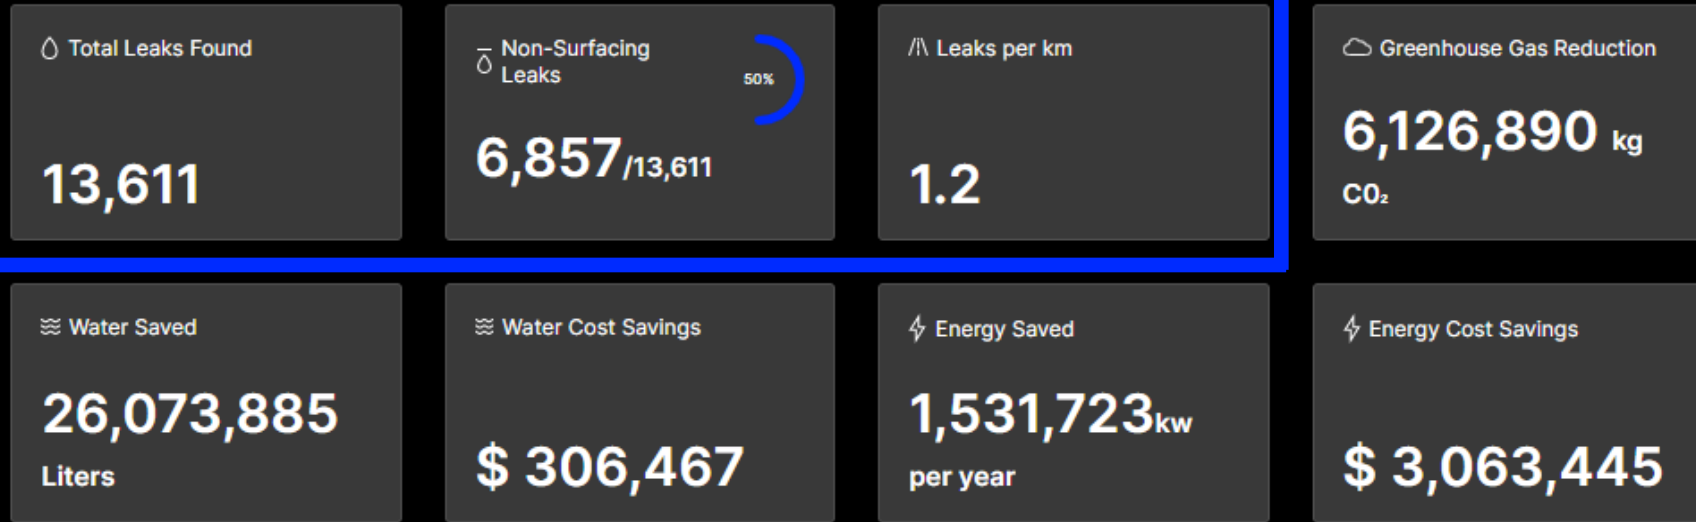 Total Leaks Found
13,611
Non-Surfacing
Leaks
50%
6,857/13,611
Leaks per km
1.2
Greenhouse Gas Reduction
6,126,890 kg
C0₂
Water Saved
26,073,885
Liters
Water Cost Savings
$ 306,467
Energy Saved
1,531,723kw
per year
Energy Cost Savings
$ 3,063,445